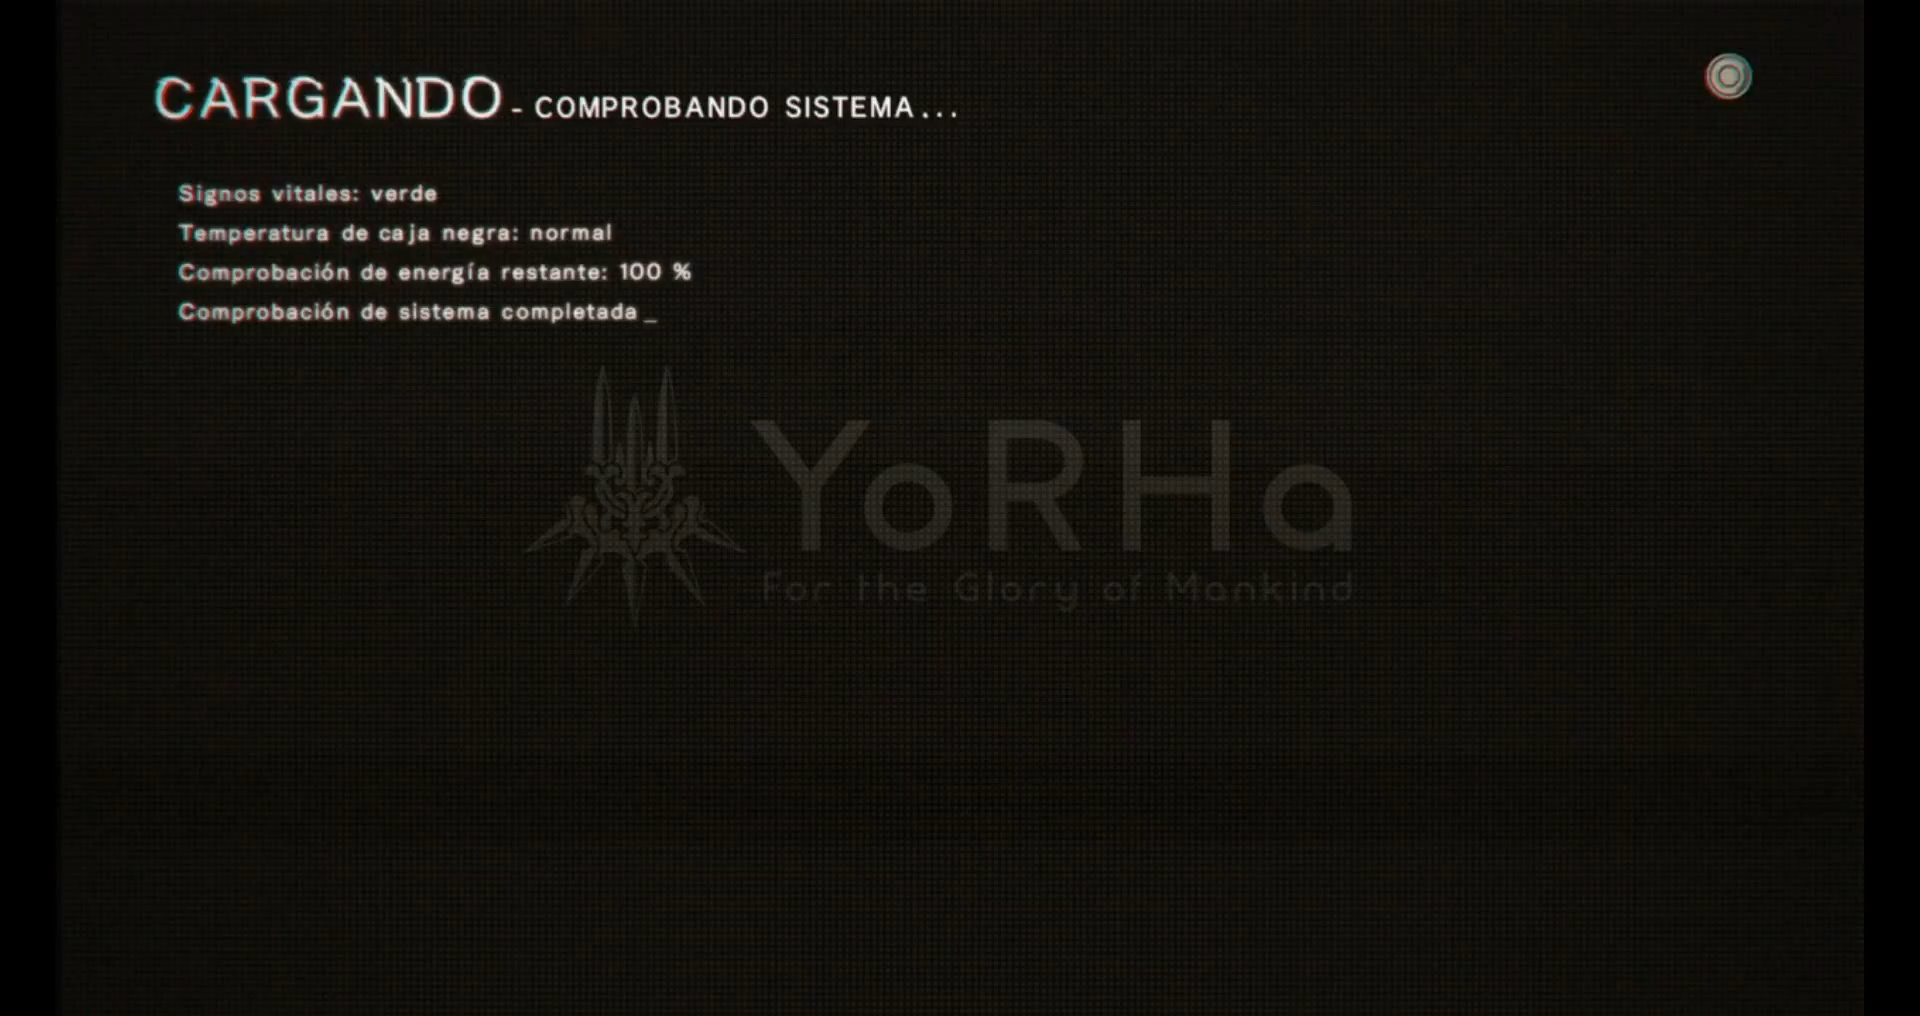 CARGANDO - COMPROBANDO SISTEMA...
Signos vitales: verde
Temperatura de caja negra: normal
Comprobación de energía restante: 100 %
Comprobación de sistema completada_
YoRHa
For the Glory of Mankind